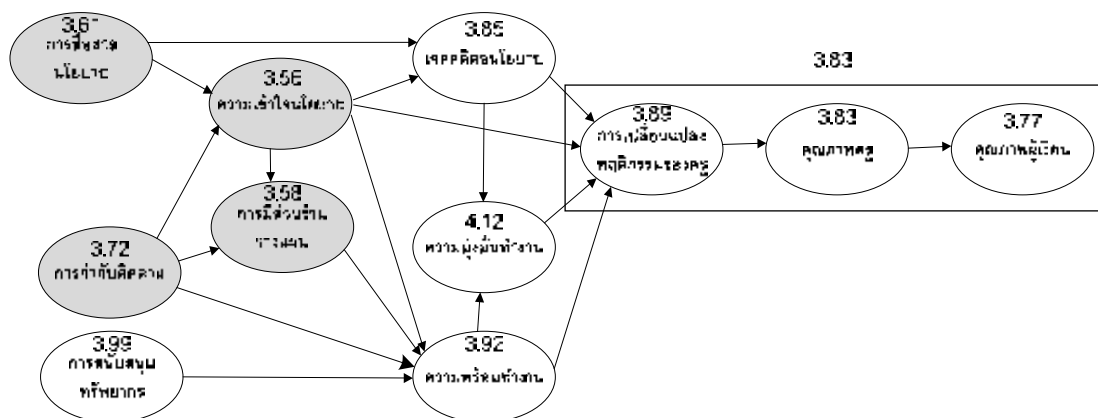 3.6
การสื่อสาร
นโยบาย
3.85
เจตคติต่อนโยบาย
3.83
3.56
ความเข้าใจนโยบาย
3.89
การเปลี่ยนแปลง
พฤติกรรมของครู
3.83
คุณภาพครู
3.77
คุณภาพผู้เรียน
3.58
การมีส่วนร่วม
วางแผน
4.12
ความมุ่งมั่นทำงาน
3.72
การกำกับติดตาม
3.99
การสนับสนุน
ทรัพยากร
3.92
ความพร้อมทำงาน